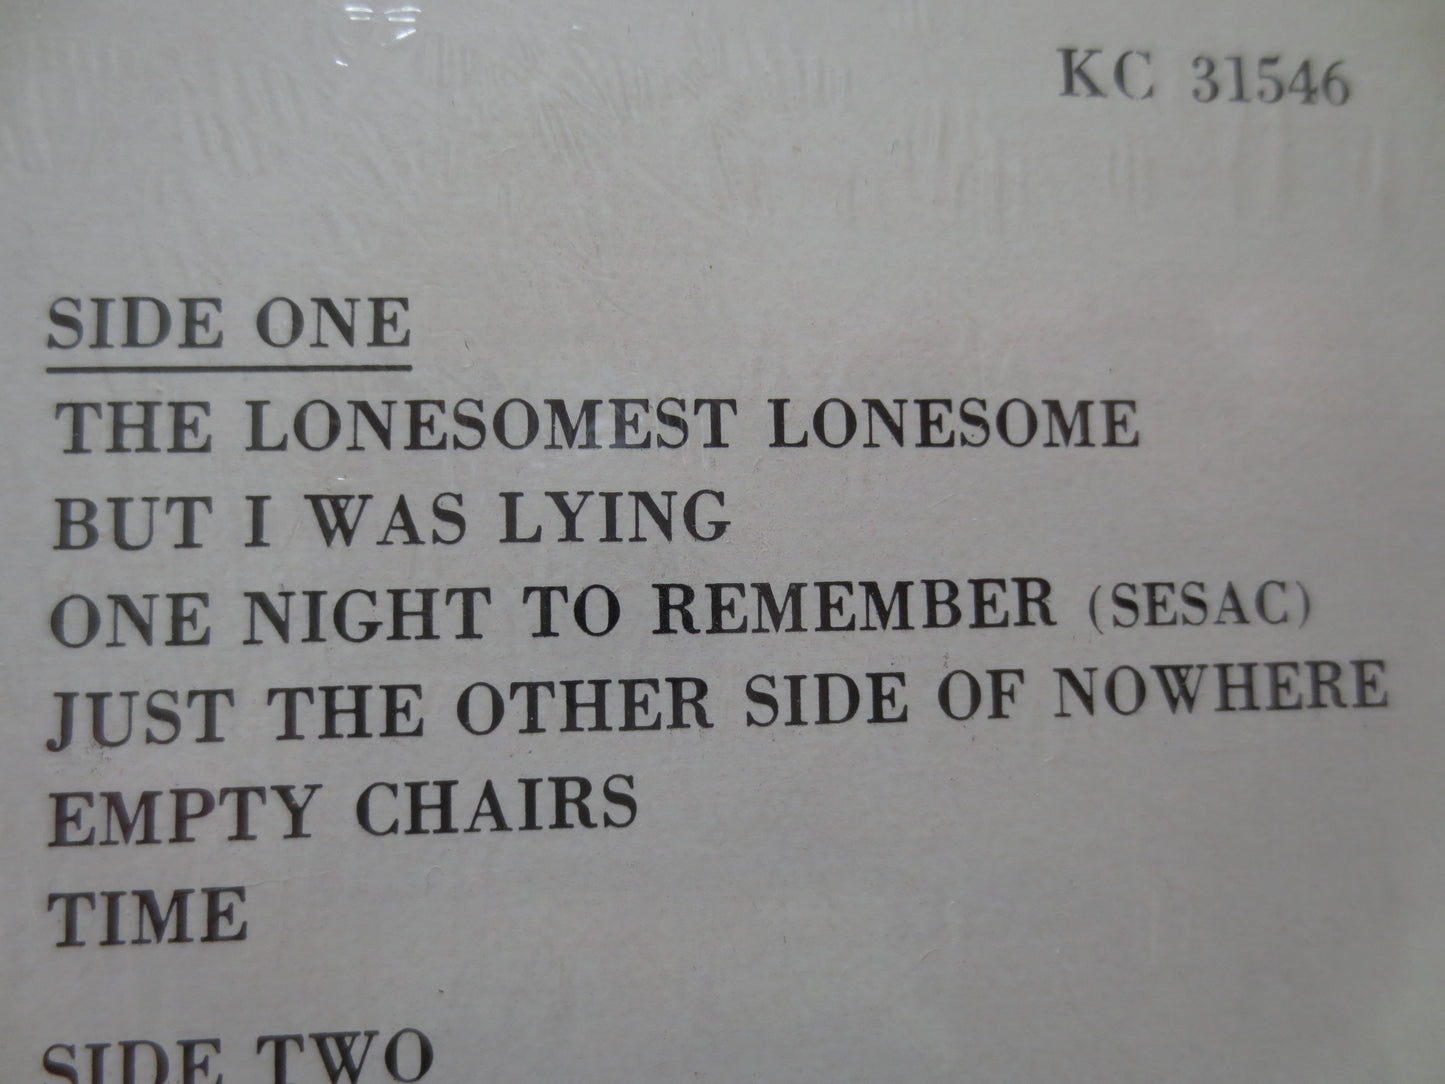 KC 31546
SIDE ONE
THE LONESOMEST LONESOME
BUT I WAS LYING
ONE NIGHT TO REMEMBER (SESAC)
JUST THE OTHER SIDE OF NOWHERE
EMPTY CHAIRS
TIME
SIDE TWO